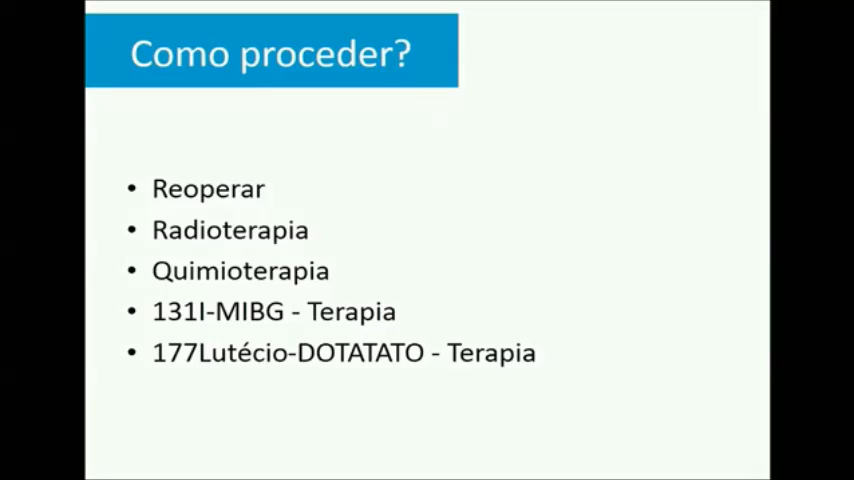 Como proceder?
• Reoperar
• Radioterapia
• Quimioterapia
• 131I-MIBG - Terapia
• 177Lutécio-DOTATATO - Terapia